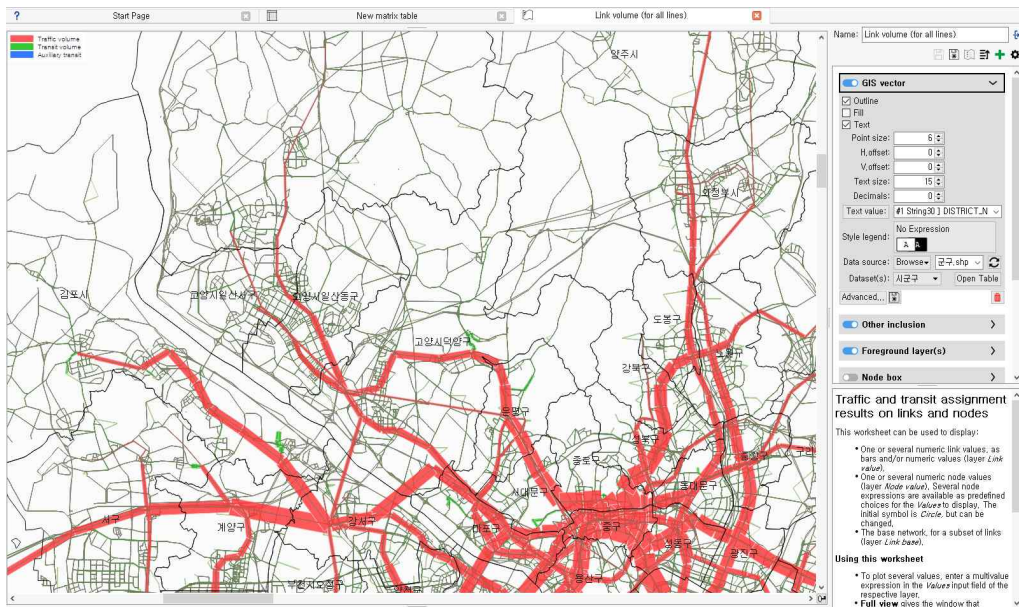 ? Start Page New matrix table Link volume (for all lines)
Traffic volume
Transit volume
Auxiliary transit
양주시
의정부시
김포시
고양시일산서구
고양시일산동구
도봉구
고양시덕양구
노원구
강북구
은평구
성북구
종로구
중랑구
서대문구
동대문구
서구
계양구
강서구
마포구
중구
성동구
광진구
용산구
양천구
Name: Link volume (for all lines)
GIS vector
Outline
Fill
Text
Point size: 6
H.offset: 0
V.offset: 0
Text size: 15
Decimals: 0
Text value: #1 String30 ] DISTRICT_N
Style legend: No Expression
A A
Data source: Browse 군구.shp
Dataset(s): 시군구 Open Table
Advanced...
Other inclusion
Foreground layer(s)
Node box
Traffic and transit assignment
results on links and nodes
This worksheet can be used to display:
• One or several numeric link values, as
bars and/or numeric values (layer Link
value).
• One or several numeric node values
(layer Node value). Several node
expressions are available as predefined
choices for the Values to display. The
initial symbol is Circle, but can be
changed.
• The base network, for a subset of links
(layer Link base).
Using this worksheet
• To plot several values, enter a multivalue
expression in the Values input field of the
respective layer.
• Full view gives the window that